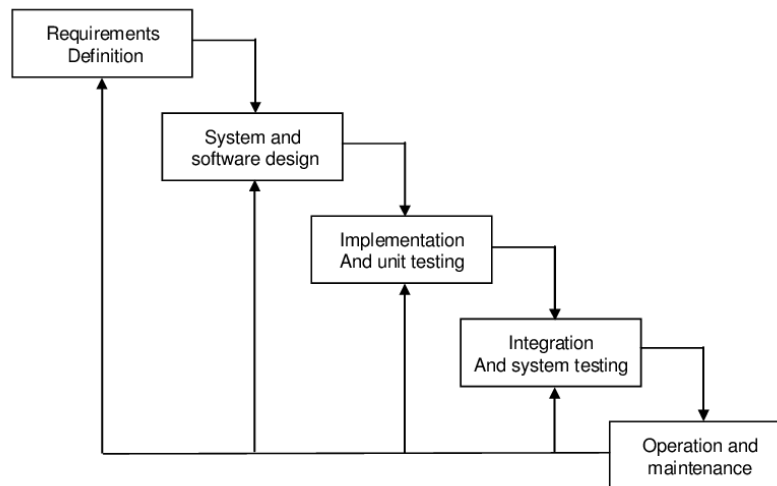 Requirements
Definition
System and
software design
Implementation
And unit testing
Integration
And system testing
Operation and
maintenance